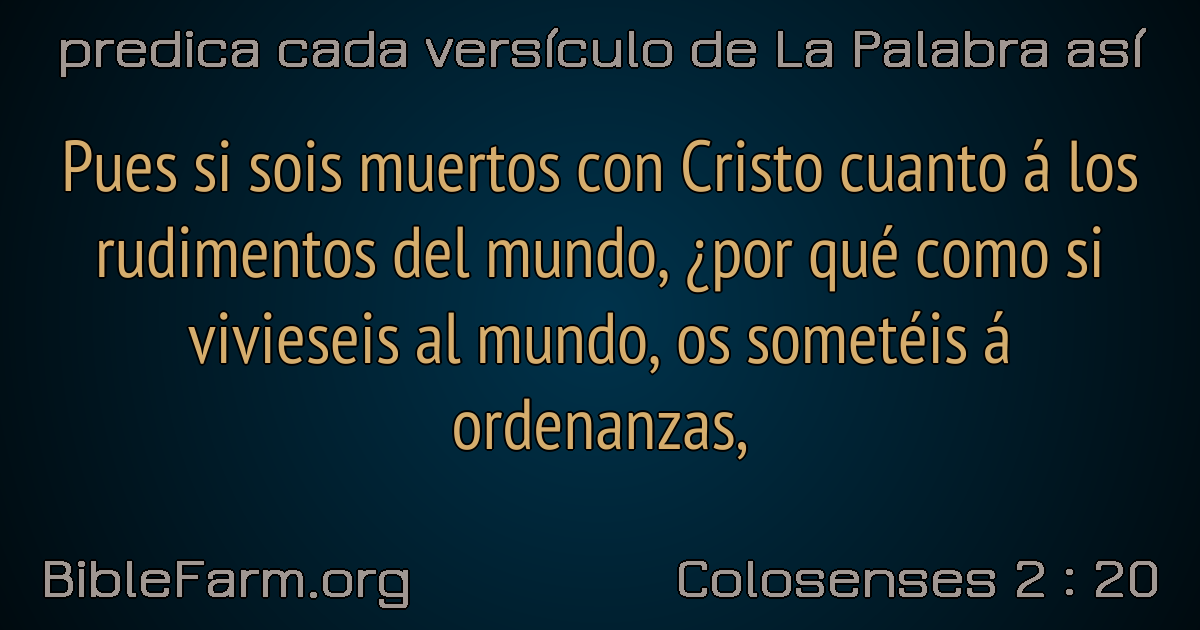 predica cada versículo de La Palabra así
Pues si sois muertos con Cristo cuanto á los
rudimentos del mundo, ¿por qué como si
vivieseis al mundo, os sometéis á
ordenanzas,
BibleFarm.org
Colosenses 2 : 20